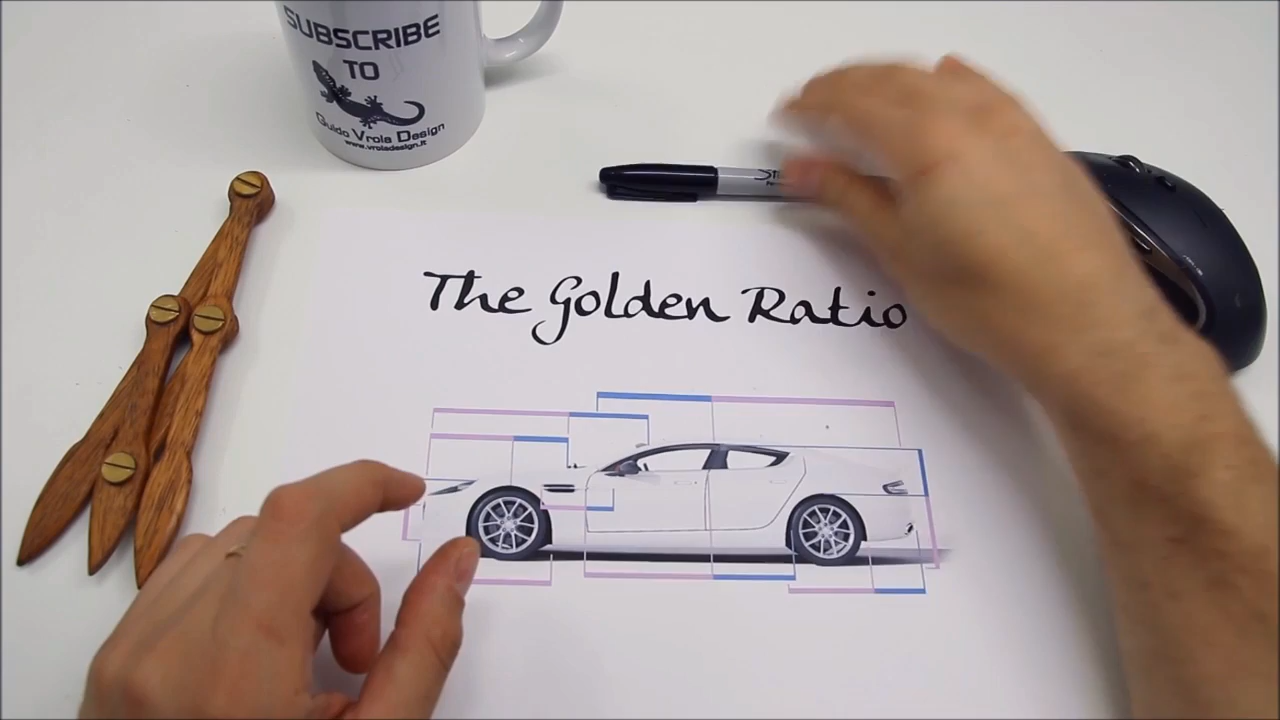 SUBSCRIBE
TO
Guido Vrola Design
www.vroladesign.it
The Golden Ratio